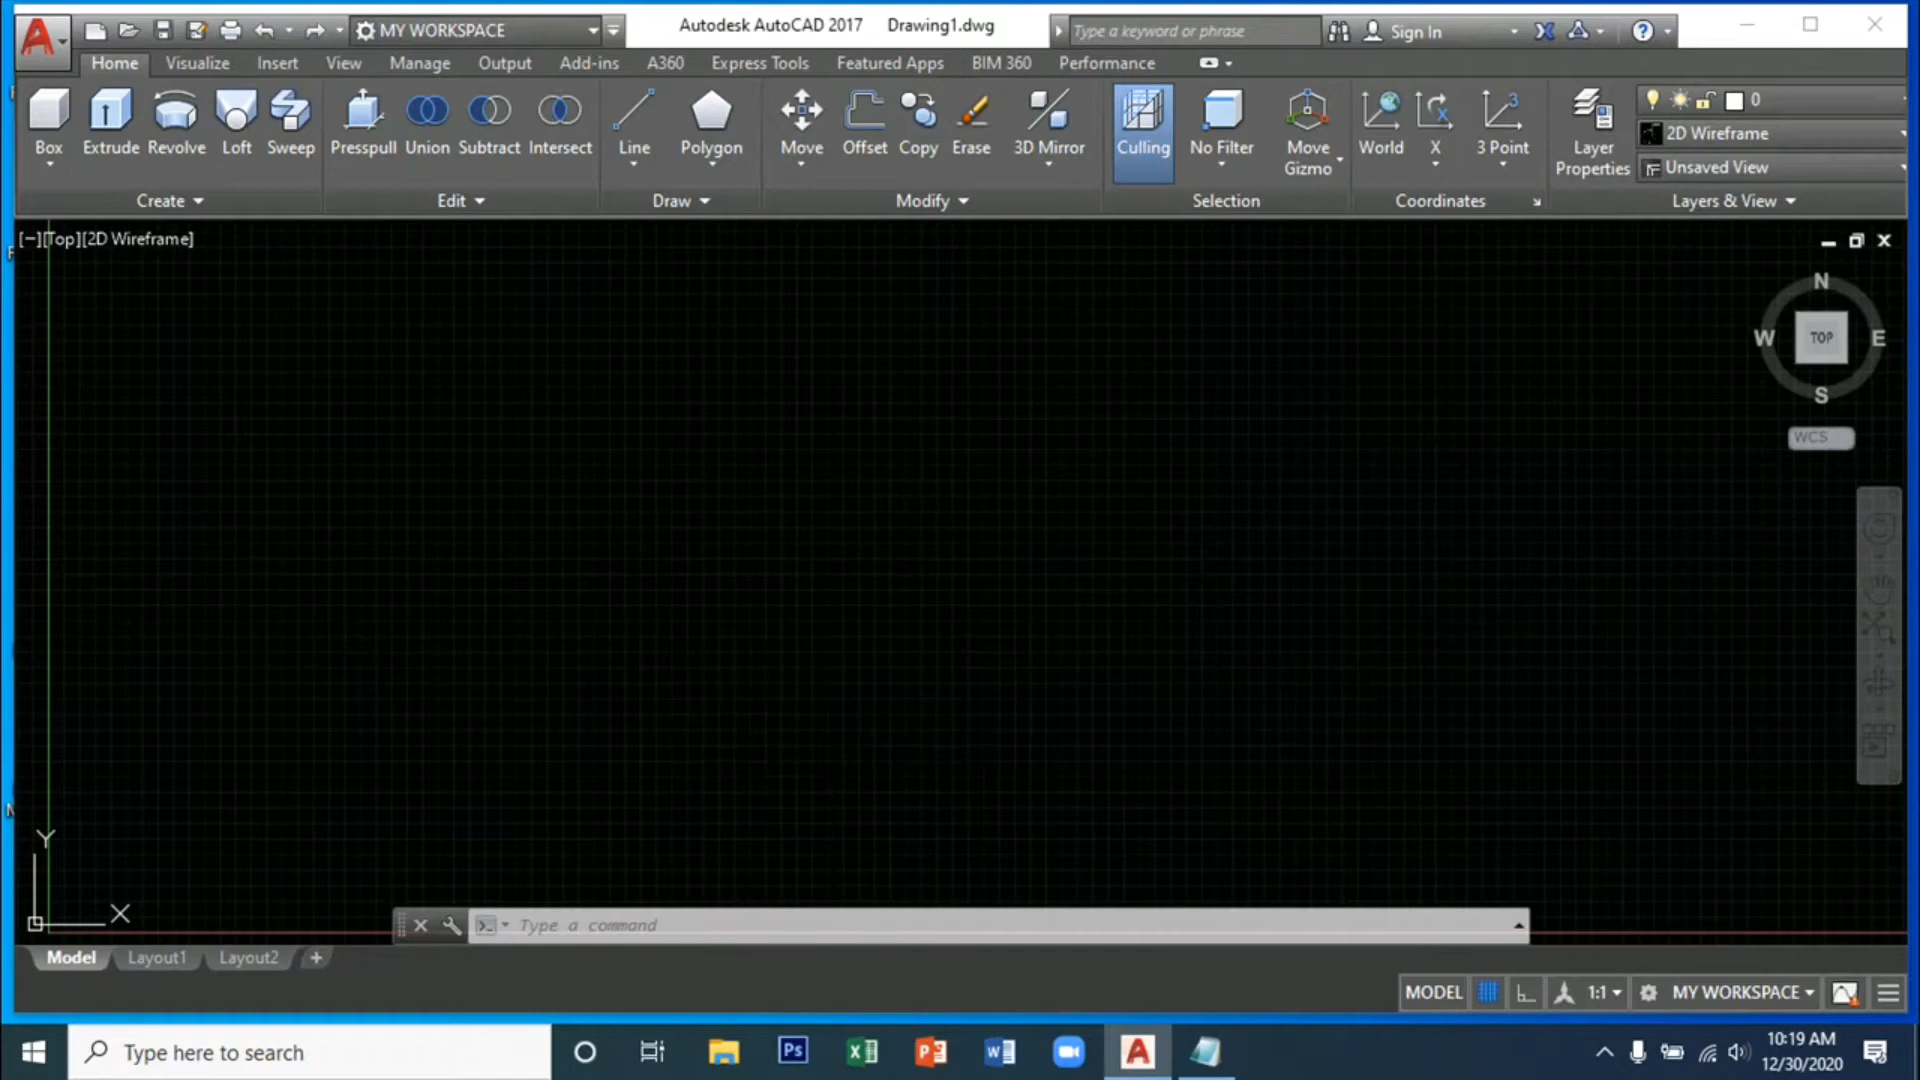 MY WORKSPACE
Autodesk AutoCAD 2017 Drawing1.dwg
Type a keyword or phrase
Sign In
Home Visualize Insert View Manage Output Add-ins A360 Express Tools Featured Apps BIM 360 Performance
Box Extrude Revolve Loft Sweep Presspull Union Subtract Intersect Line Polygon Move Offset Copy Erase 3D Mirror Culling No Filter Move Gizmo World X 3 Point Layer Properties
0
2D Wireframe
Unsaved View
Create Edit Draw Modify Selection Coordinates Layers & View
[−][Top][2D Wireframe]
N
W TOP E
S
WCS
Y
X
Type a command
Model Layout1 Layout2 +
MODEL 1:1 MY WORKSPACE
Type here to search
Ps
10:19 AM
12/30/2020